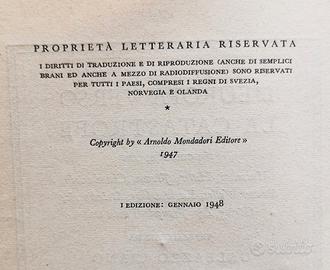 PROPRIETÀ LETTERARIA RISERVATA
I DIRITTI DI TRADUZIONE E DI RIPRODUZIONE (ANCHE DI SEMPLICI
BRANI ED ANCHE A MEZZO DI RADIODIFFUSIONE) SONO RISERVATI
PER TUTTI I PAESI, COMPRESI I REGNI DI SVEZIA,
NORVEGIA E OLANDA
*
Copyright by « Arnoldo Mondadori Editore »
1947
I EDIZIONE: GENNAIO 1948
subito